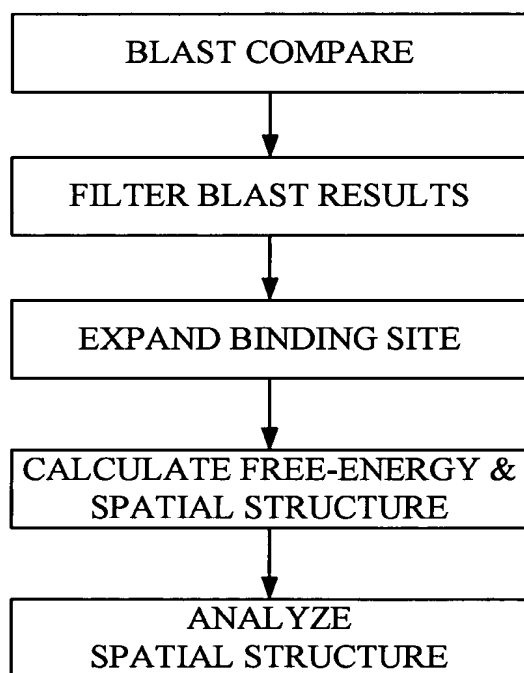 BLAST COMPARE
FILTER BLAST RESULTS
EXPAND BINDING SITE
CALCULATE FREE-ENERGY &
SPATIAL STRUCTURE
ANALYZE
SPATIAL STRUCTURE